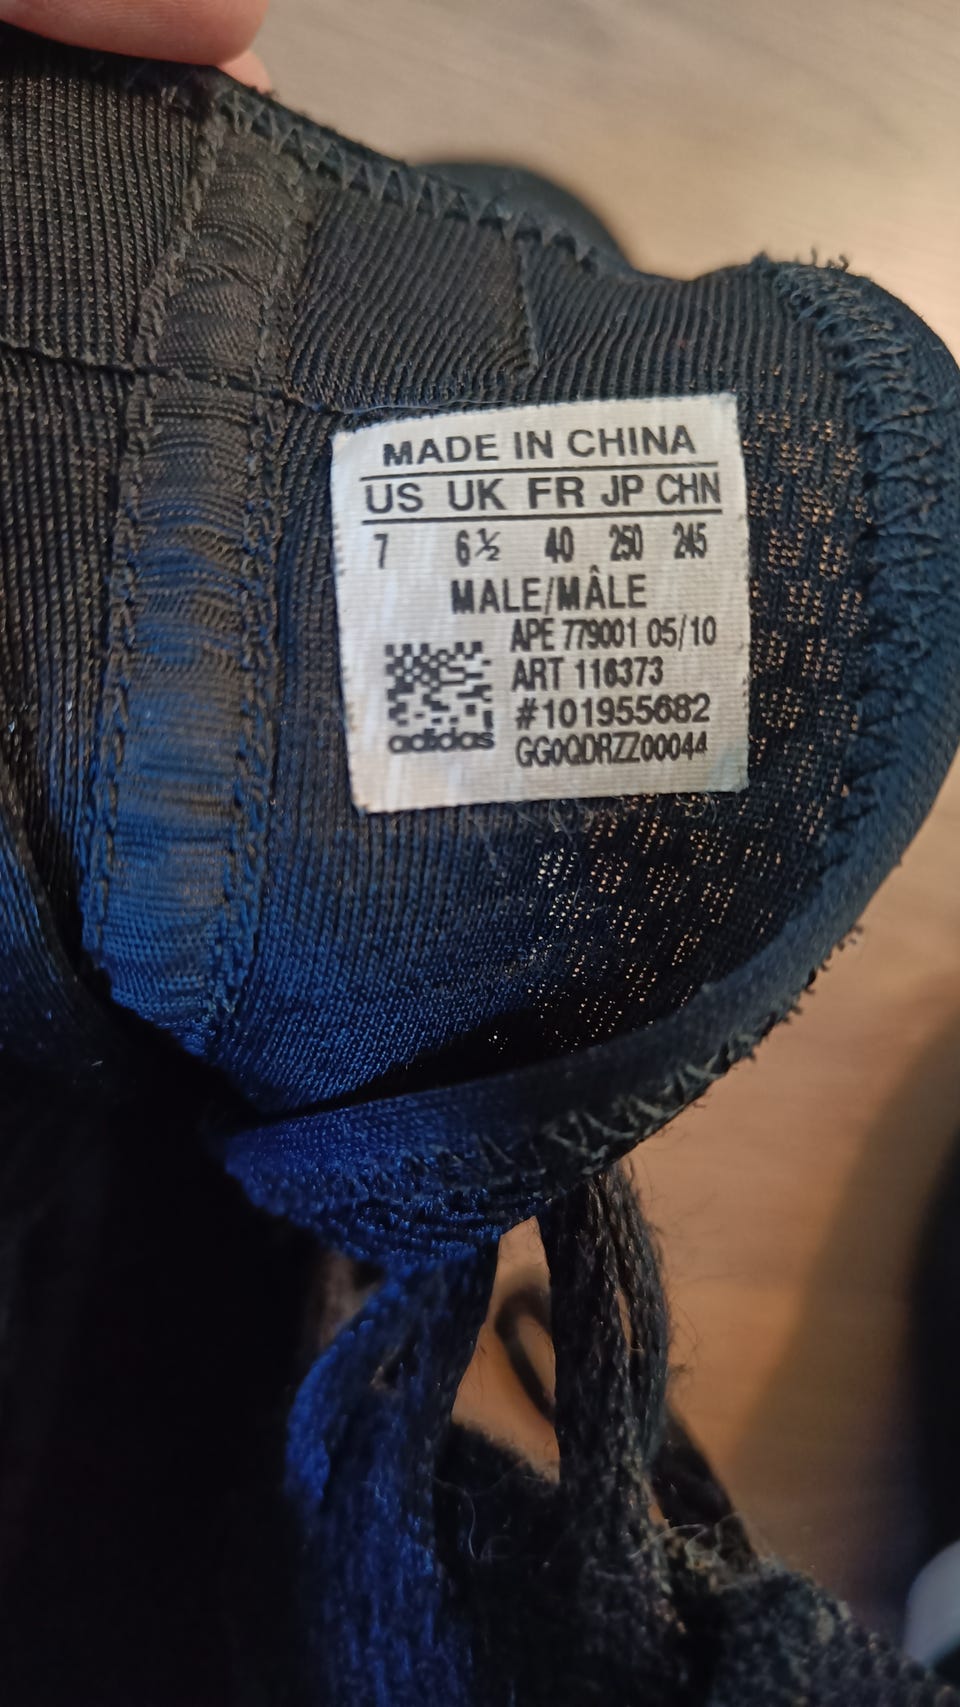 MADE IN CHINA
US UK FR JP CHN
7 6½ 40 250 245
MALE/MÂLE
APE 779001 05/10
ART 116373
#101955682
adidas
GG0QDRZZ00044